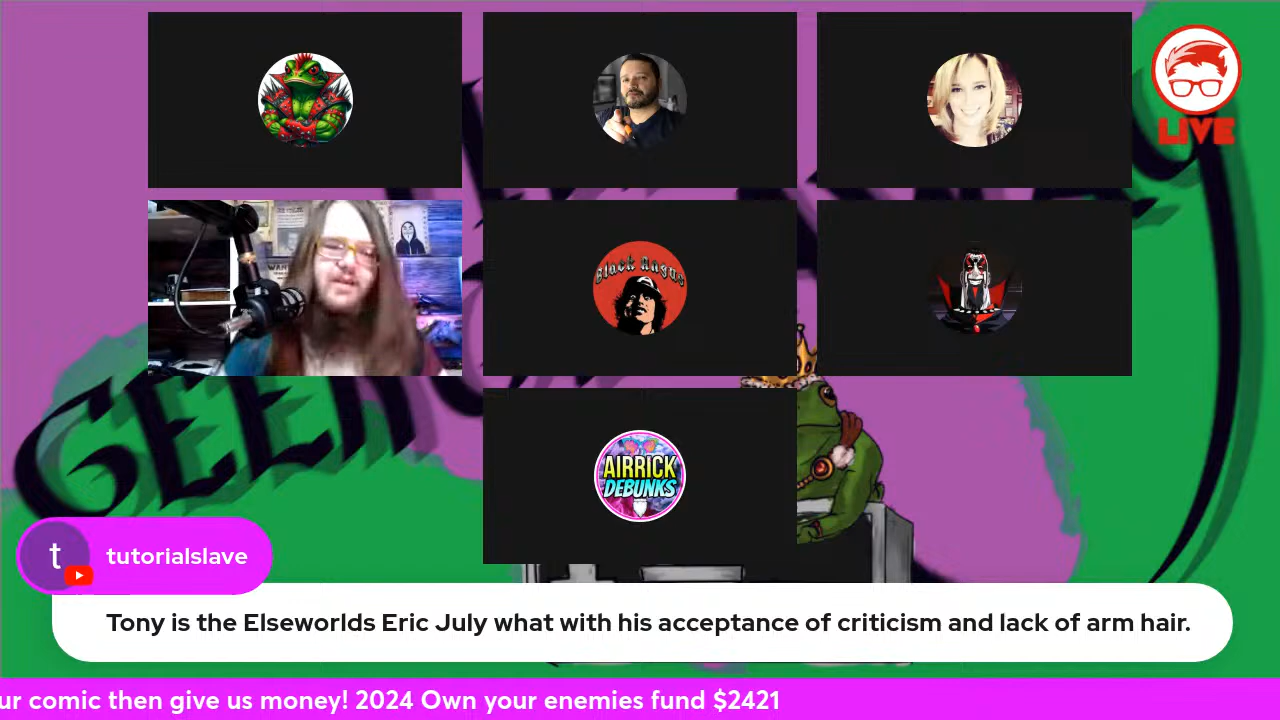 LIVE
Black Angus
GEEK
AIRRICK
DEBUNKS
t
tutorialslave
Tony is the Elseworlds Eric July what with his acceptance of criticism and lack of arm hair.
ur comic then give us money! 2024 Own your enemies fund $2421